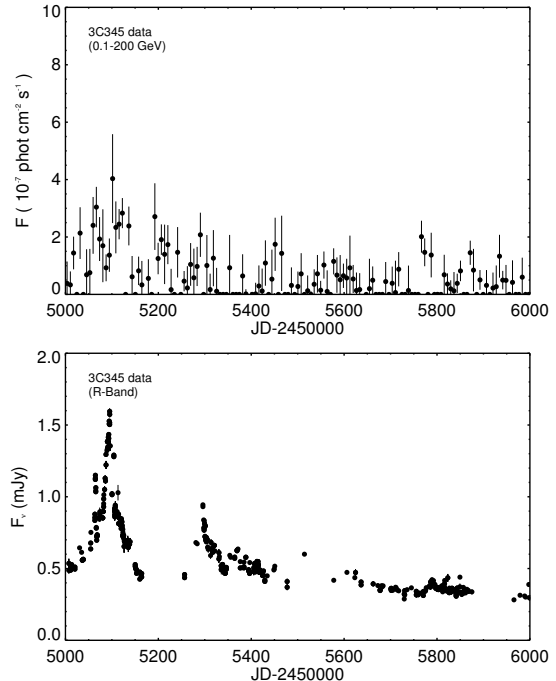 10
8
6
4
2
0
F ( 10⁻⁷ phot cm⁻² s⁻¹ )
3C345 data
(0.1-200 GeV)
5000 5200 5400 5600 5800 6000
JD-2450000
2.0
1.5
1.0
0.5
0.0
Fᵥ (mJy)
3C345 data
(R-Band)
5000 5200 5400 5600 5800 6000
JD-2450000